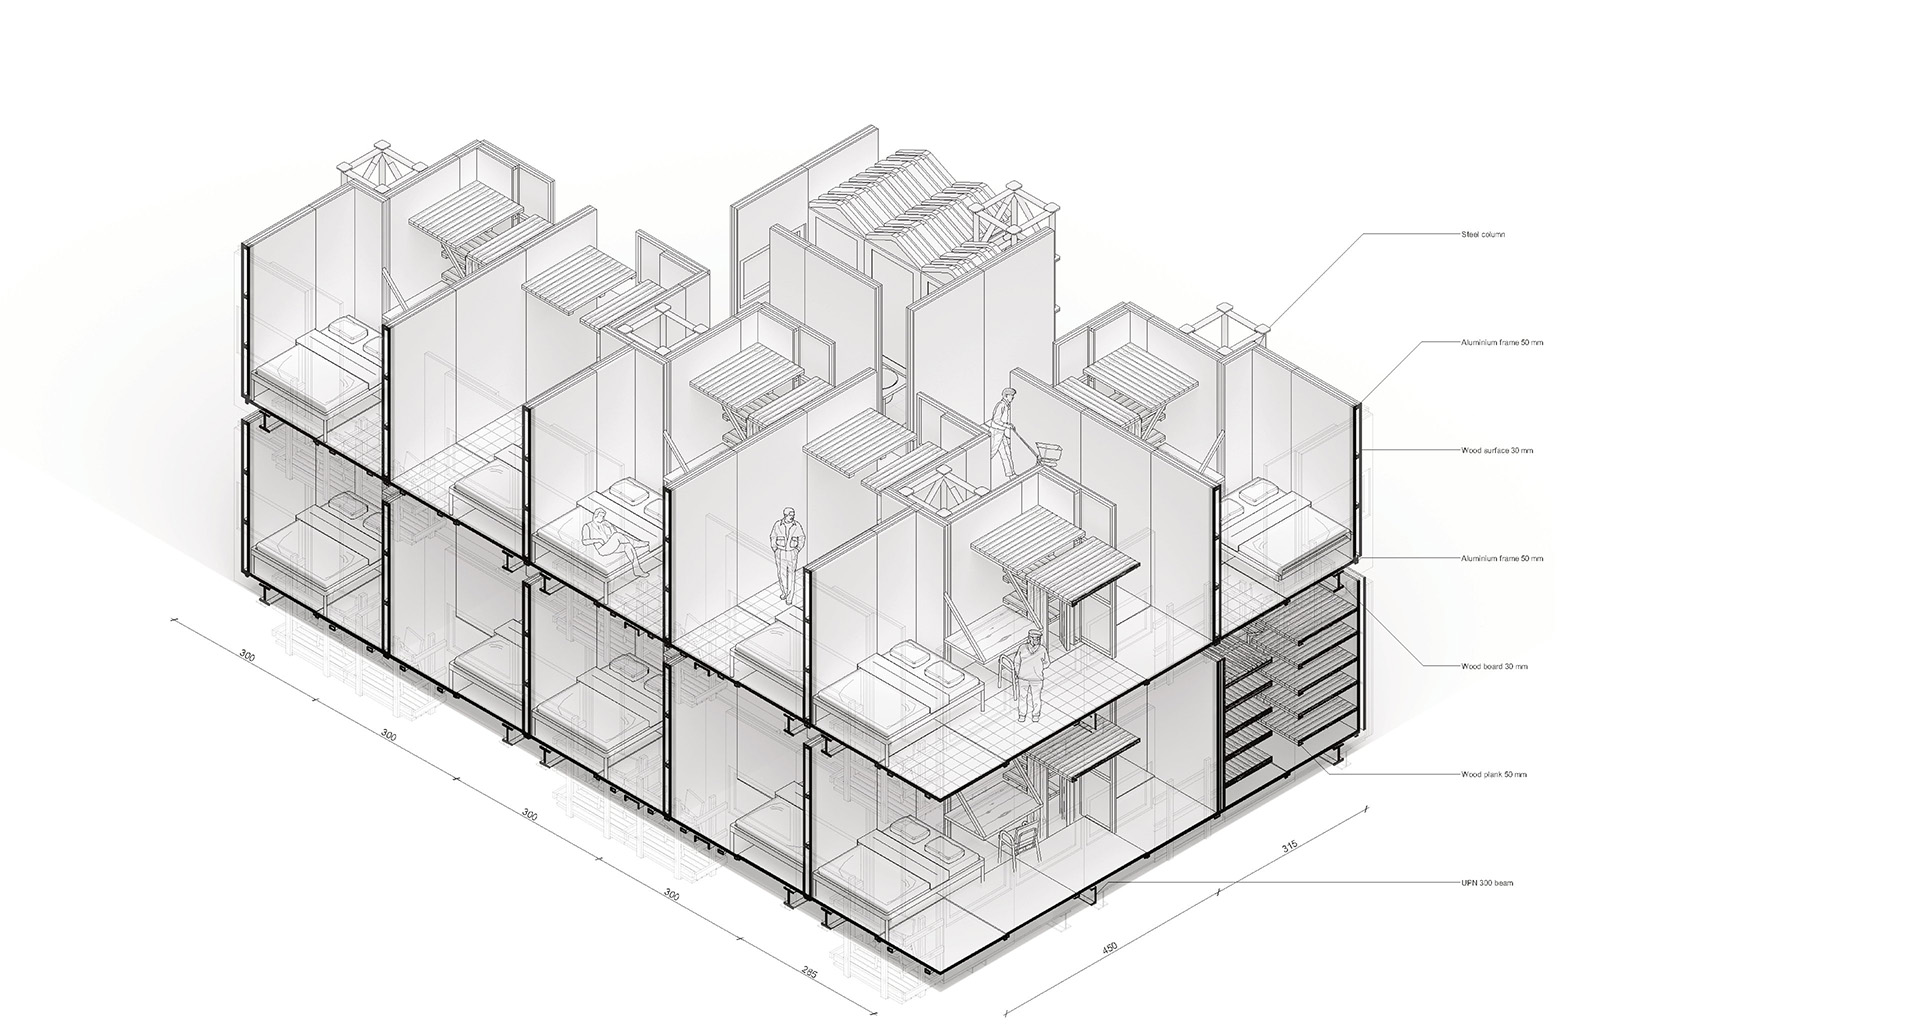 Steel column
Aluminium frame 50 mm
Wood surface 30 mm
Aluminium frame 50 mm
Wood board 30 mm
Wood plank 50 mm
UPN 300 beam
300
300
300
300
285
450
315